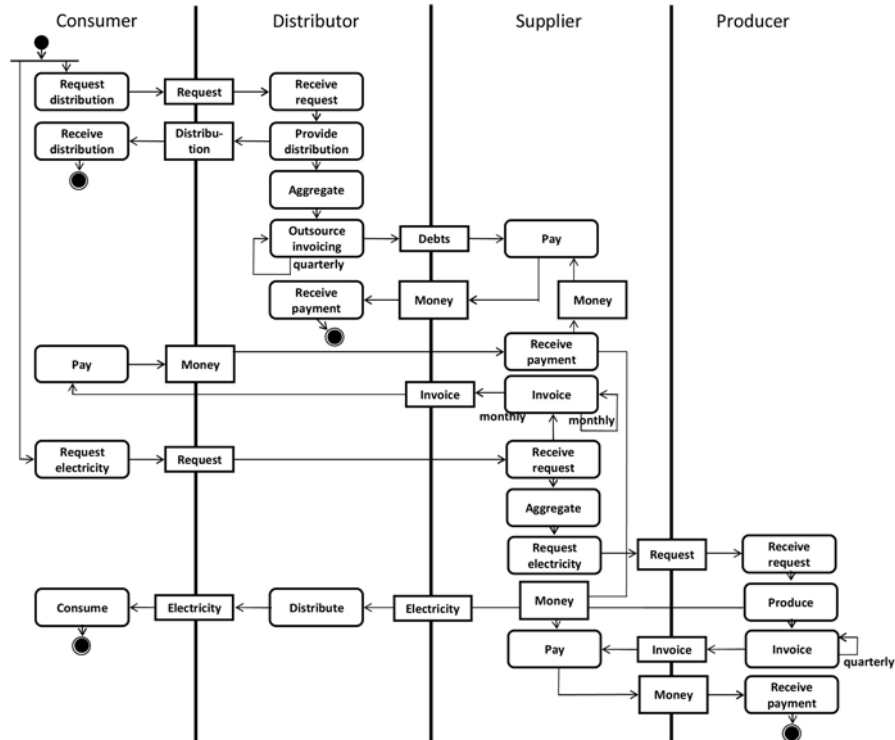 Consumer
Distributor
Supplier
Producer
Request
distribution
Request
Receive
request
Receive
distribution
Distribu-
tion
Provide
distribution
Aggregate
Outsource
invoicing
quarterly
Debts
Pay
Receive
payment
Money
Money
Pay
Money
Receive
payment
Invoice
Invoice
monthly
monthly
Request
electricity
Request
Receive
request
Aggregate
Request
electricity
Request
Receive
request
Consume
Electricity
Distribute
Electricity
Money
Produce
Pay
Invoice
Invoice
quarterly
Money
Receive
payment